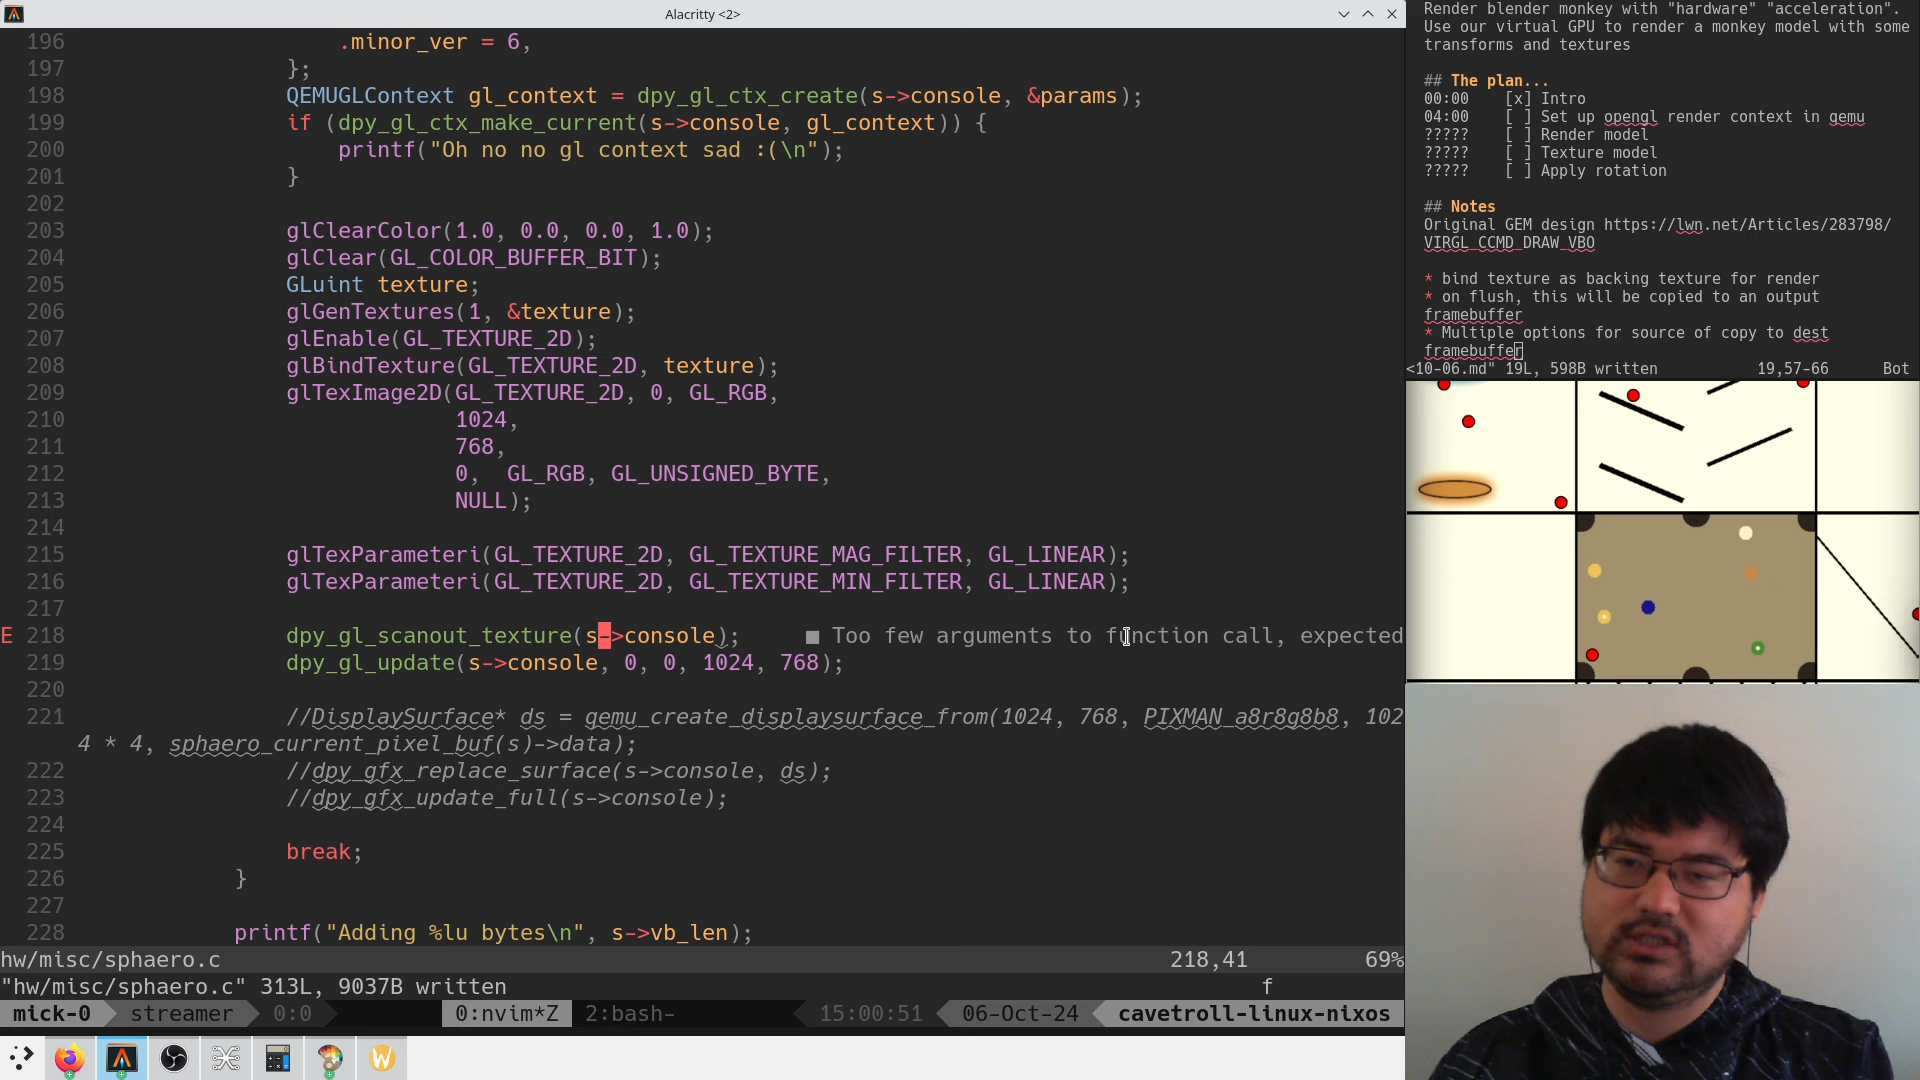 Alacritty <2>
196 .minor_ver = 6,
197 };
198 QEMUGLContext gl_context = dpy_gl_ctx_create(s->console, &params);
199 if (dpy_gl_ctx_make_current(s->console, gl_context)) {
200 printf("Oh no no gl context sad :(\n");
201 }
202
203 glClearColor(1.0, 0.0, 0.0, 1.0);
204 glClear(GL_COLOR_BUFFER_BIT);
205 GLuint texture;
206 glGenTextures(1, &texture);
207 glEnable(GL_TEXTURE_2D);
208 glBindTexture(GL_TEXTURE_2D, texture);
209 glTexImage2D(GL_TEXTURE_2D, 0, GL_RGB,
210 1024,
211 768,
212 0, GL_RGB, GL_UNSIGNED_BYTE,
213 NULL);
214
215 glTexParameteri(GL_TEXTURE_2D, GL_TEXTURE_MAG_FILTER, GL_LINEAR);
216 glTexParameteri(GL_TEXTURE_2D, GL_TEXTURE_MIN_FILTER, GL_LINEAR);
217
E 218 dpy_gl_scanout_texture(s->console); ■ Too few arguments to function call, expected
219 dpy_gl_update(s->console, 0, 0, 1024, 768);
220
221 //DisplaySurface* ds = qemu_create_displaysurface_from(1024, 768, PIXMAN_a8r8g8b8, 102
4 * 4, sphaero_current_pixel_buf(s)->data);
222 //dpy_gfx_replace_surface(s->console, ds);
223 //dpy_gfx_update_full(s->console);
224
225 break;
226 }
227
228 printf("Adding %lu bytes\n", s->vb_len);
hw/misc/sphaero.c 218,41 69%
"hw/misc/sphaero.c" 313L, 9037B written f
mick-0 streamer 0:0 0:nvim*Z 2:bash- 15:00:51 06-Oct-24 cavetroll-linux-nixos
Render blender monkey with "hardware" "acceleration".
Use our virtual GPU to render a monkey model with some
transforms and textures
## The plan...
00:00 [x] Intro
04:00 [ ] Set up opengl render context in qemu
????? [ ] Render model
????? [ ] Texture model
????? [ ] Apply rotation
## Notes
Original GEM design https://lwn.net/Articles/283798/
VIRGL_CCMD_DRAW_VBO
* bind texture as backing texture for render
* on flush, this will be copied to an output
framebuffer
* Multiple options for source of copy to dest
framebuffer
<10-06.md" 19L, 598B written 19,57-66 Bot